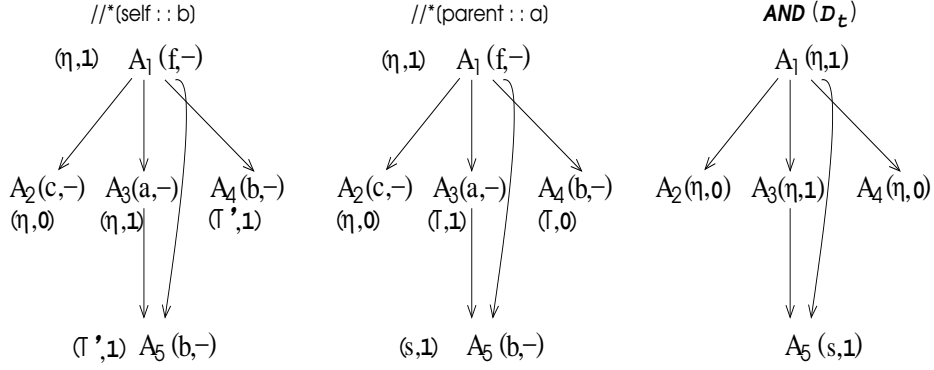 //*(self : : b) //*(parent : : a) AND (D_t)
(η,1) A₁ (f,–) (η,1) A₁ (f,–) A₁ (η,1)
A₂(c,–) A₃(a,–) A₄(b,–) A₂(c,–) A₃(a,–) A₄(b,–) A₂(η,0) A₃(η,1) A₄(η,0)
(η,0) (η,1) (T',1) (η,0) (T,1) (T,0)
(T',1) A₅ (b,–) (s,1) A₅ (b,–) A₅ (s,1)